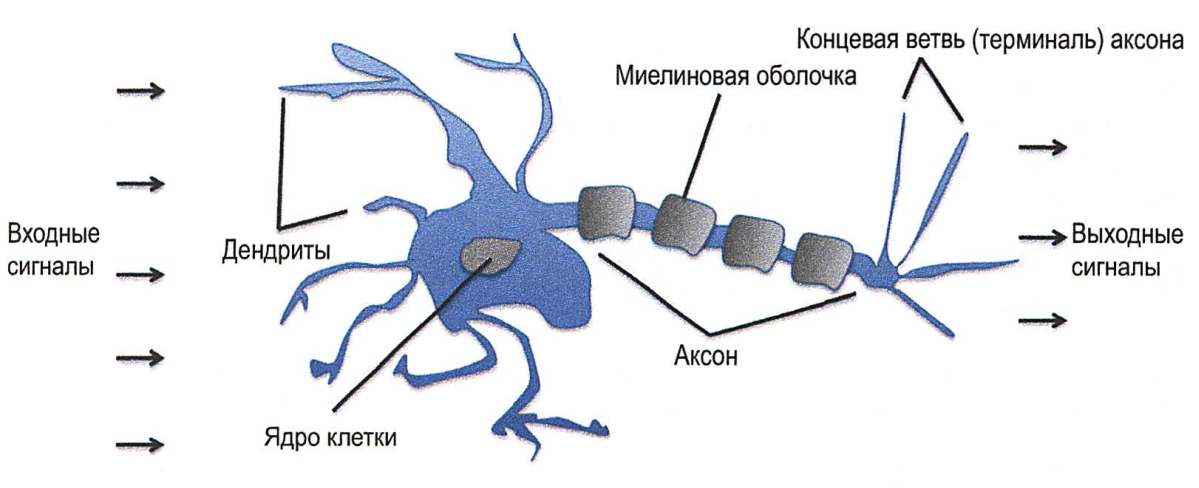 Концевая ветвь (терминаль) аксона
Миелиновая оболочка
Входные
сигналы
Дендриты
Выходные
сигналы
Аксон
Ядро клетки